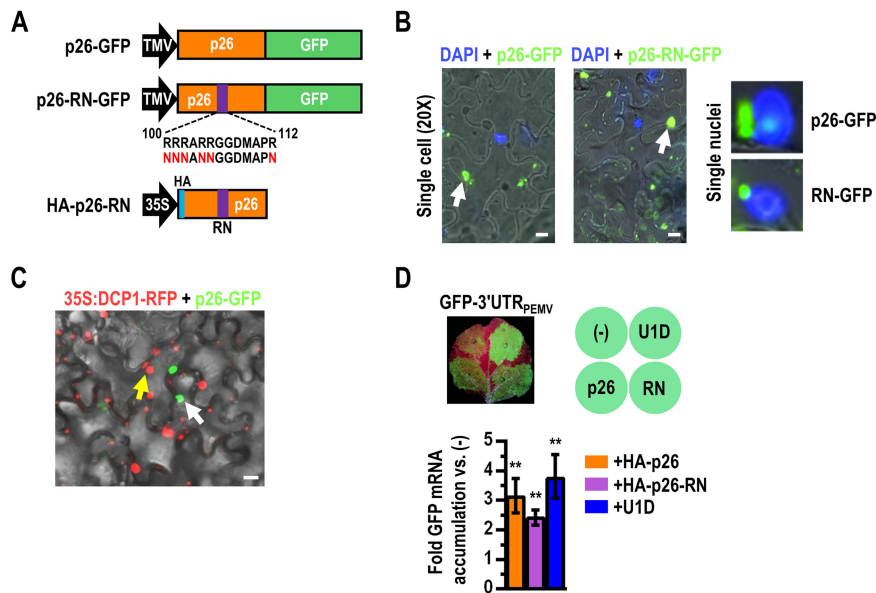 A
p26-GFP
TMV
p26
GFP
p26-RN-GFP
TMV
p26
GFP
100
112
RRRARRGGDMAPR
NNNANNGGDMAPN
HA
HA-p26-RN
35S
p26
RN
B
DAPI + p26-GFP
DAPI + p26-RN-GFP
Single cell (20X)
Single nuclei
p26-GFP
RN-GFP
C
35S:DCP1-RFP + p26-GFP
D
GFP-3'UTRPEMV
(-)
U1D
p26
RN
Fold GFP mRNA
accumulation vs. (-)
5
4
3
2
1
0
**
**
**
+HA-p26
+HA-p26-RN
+U1D